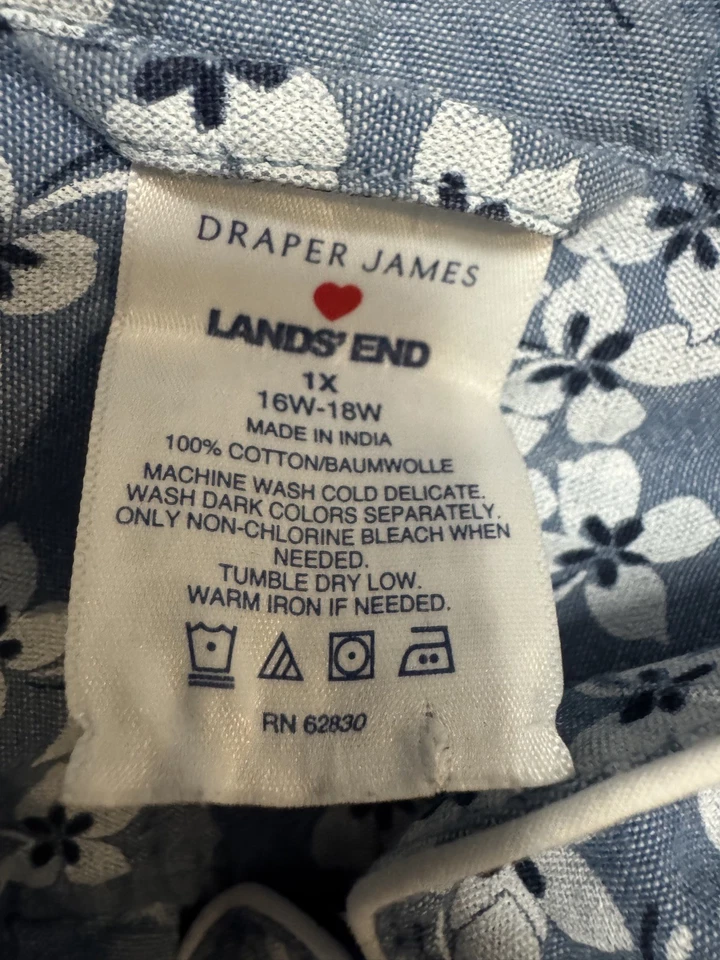 DRAPER JAMES
LANDS' END
1X
16W-18W
MADE IN INDIA
100% COTTON/BAUMWOLLE
MACHINE WASH COLD DELICATE.
WASH DARK COLORS SEPARATELY.
ONLY NON-CHLORINE BLEACH WHEN
NEEDED.
TUMBLE DRY LOW.
WARM IRON IF NEEDED.
RN 62830